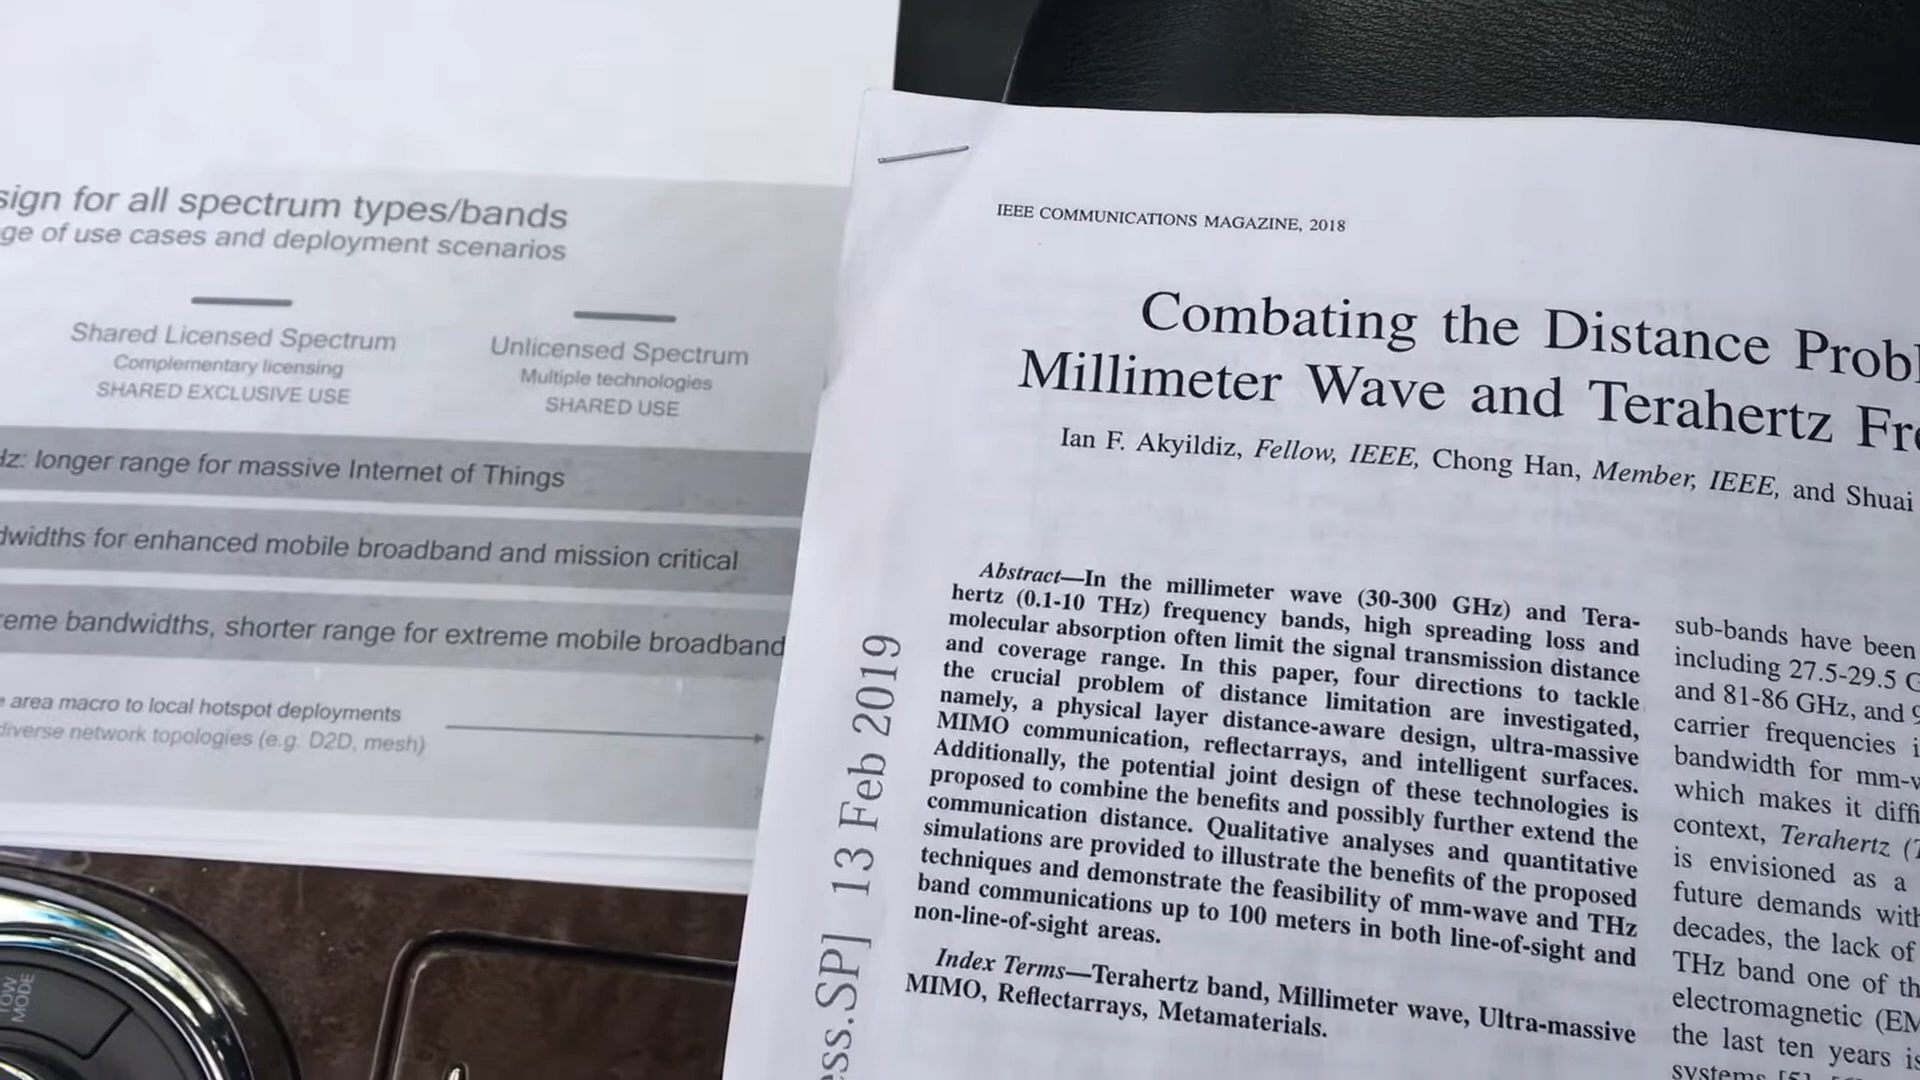 sign for all spectrum types/bands
ge of use cases and deployment scenarios
Shared Licensed Spectrum
Complementary licensing
SHARED EXCLUSIVE USE
Unlicensed Spectrum
Multiple technologies
SHARED USE
Hz: longer range for massive Internet of Things
dwidths for enhanced mobile broadband and mission critical
reme bandwidths, shorter range for extreme mobile broadband
e area macro to local hotspot deployments
diverse network topologies (e.g. D2D, mesh)
TOW
MODE
IEEE COMMUNICATIONS MAGAZINE, 2018
Combating the Distance Probl
Millimeter Wave and Terahertz Fre
Ian F. Akyildiz, Fellow, IEEE, Chong Han, Member, IEEE, and Shuai
ess.SP] 13 Feb 2019
Abstract—In the millimeter wave (30-300 GHz) and Tera-
hertz (0.1-10 THz) frequency bands, high spreading loss and
molecular absorption often limit the signal transmission distance
and coverage range. In this paper, four directions to tackle
the crucial problem of distance limitation are investigated,
namely, a physical layer distance-aware design, ultra-massive
MIMO communication, reflectarrays, and intelligent surfaces.
Additionally, the potential joint design of these technologies is
proposed to combine the benefits and possibly further extend the
communication distance. Qualitative analyses and quantitative
simulations are provided to illustrate the benefits of the proposed
techniques and demonstrate the feasibility of mm-wave and THz
band communications up to 100 meters in both line-of-sight and
non-line-of-sight areas.
Index Terms—Terahertz band, Millimeter wave, Ultra-massive
MIMO, Reflectarrays, Metamaterials.
sub-bands have been
including 27.5-29.5 G
and 81-86 GHz, and 9
carrier frequencies i
bandwidth for mm-w
which makes it diffi
context, Terahertz (T
is envisioned as a
future demands with
decades, the lack of
THz band one of th
electromagnetic (EM
the last ten years is
systems [5],